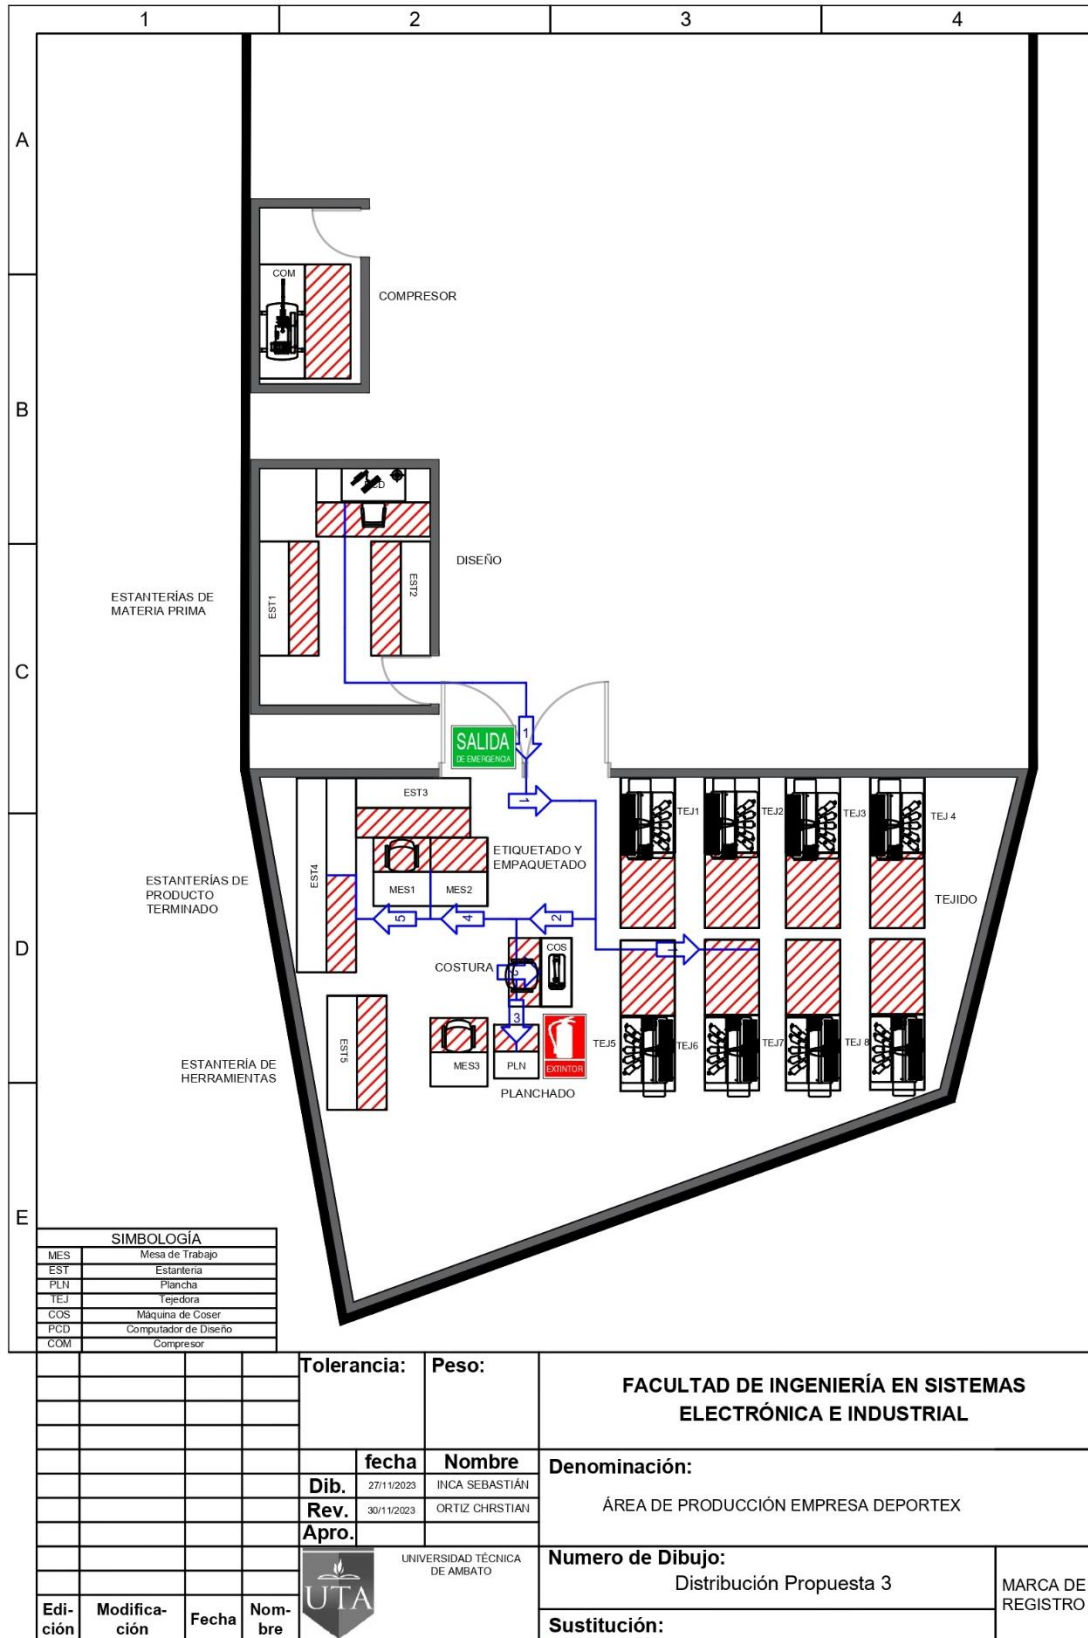 1
2
3
4
A
B
C
D
E
COM
COMPRESOR
PCD
DISEÑO
EST1
EST2
ESTANTERÍAS DE
MATERIA PRIMA
SALIDA
DE EMERGENCIA
1
1
EST3
ETIQUETADO Y
EMPAQUETADO
MES1
MES2
EST4
ESTANTERÍAS DE
PRODUCTO
TERMINADO
TEJ1
TEJ2
TEJ3
TEJ 4
TEJIDO
5
4
2
1
COS
COSTURA
2
3
EST5
ESTANTERÍA DE
HERRAMIENTAS
MES3
PLN
EXTINTOR
PLANCHADO
TEJ5
TEJ6
TEJ7
TEJ 8
SIMBOLOGÍA
MES Mesa de Trabajo
EST Estanteria
PLN Plancha
TEJ Tejedora
COS Máquina de Coser
PCD Computador de Diseño
COM Compresor
Tolerancia: Peso:
FACULTAD DE INGENIERÍA EN SISTEMAS
ELECTRÓNICA E INDUSTRIAL
fecha Nombre
Dib. 27/11/2023 INCA SEBASTIÁN
Rev. 30/11/2023 ORTIZ CHRSTIAN
Apro.
Denominación:
ÁREA DE PRODUCCIÓN EMPRESA DEPORTEX
UTA
UNIVERSIDAD TÉCNICA
DE AMBATO
Numero de Dibujo:
Distribución Propuesta 3
Sustitución:
MARCA DE
REGISTRO
Edi-
ción
Modifica-
ción
Fecha
Nom-
bre